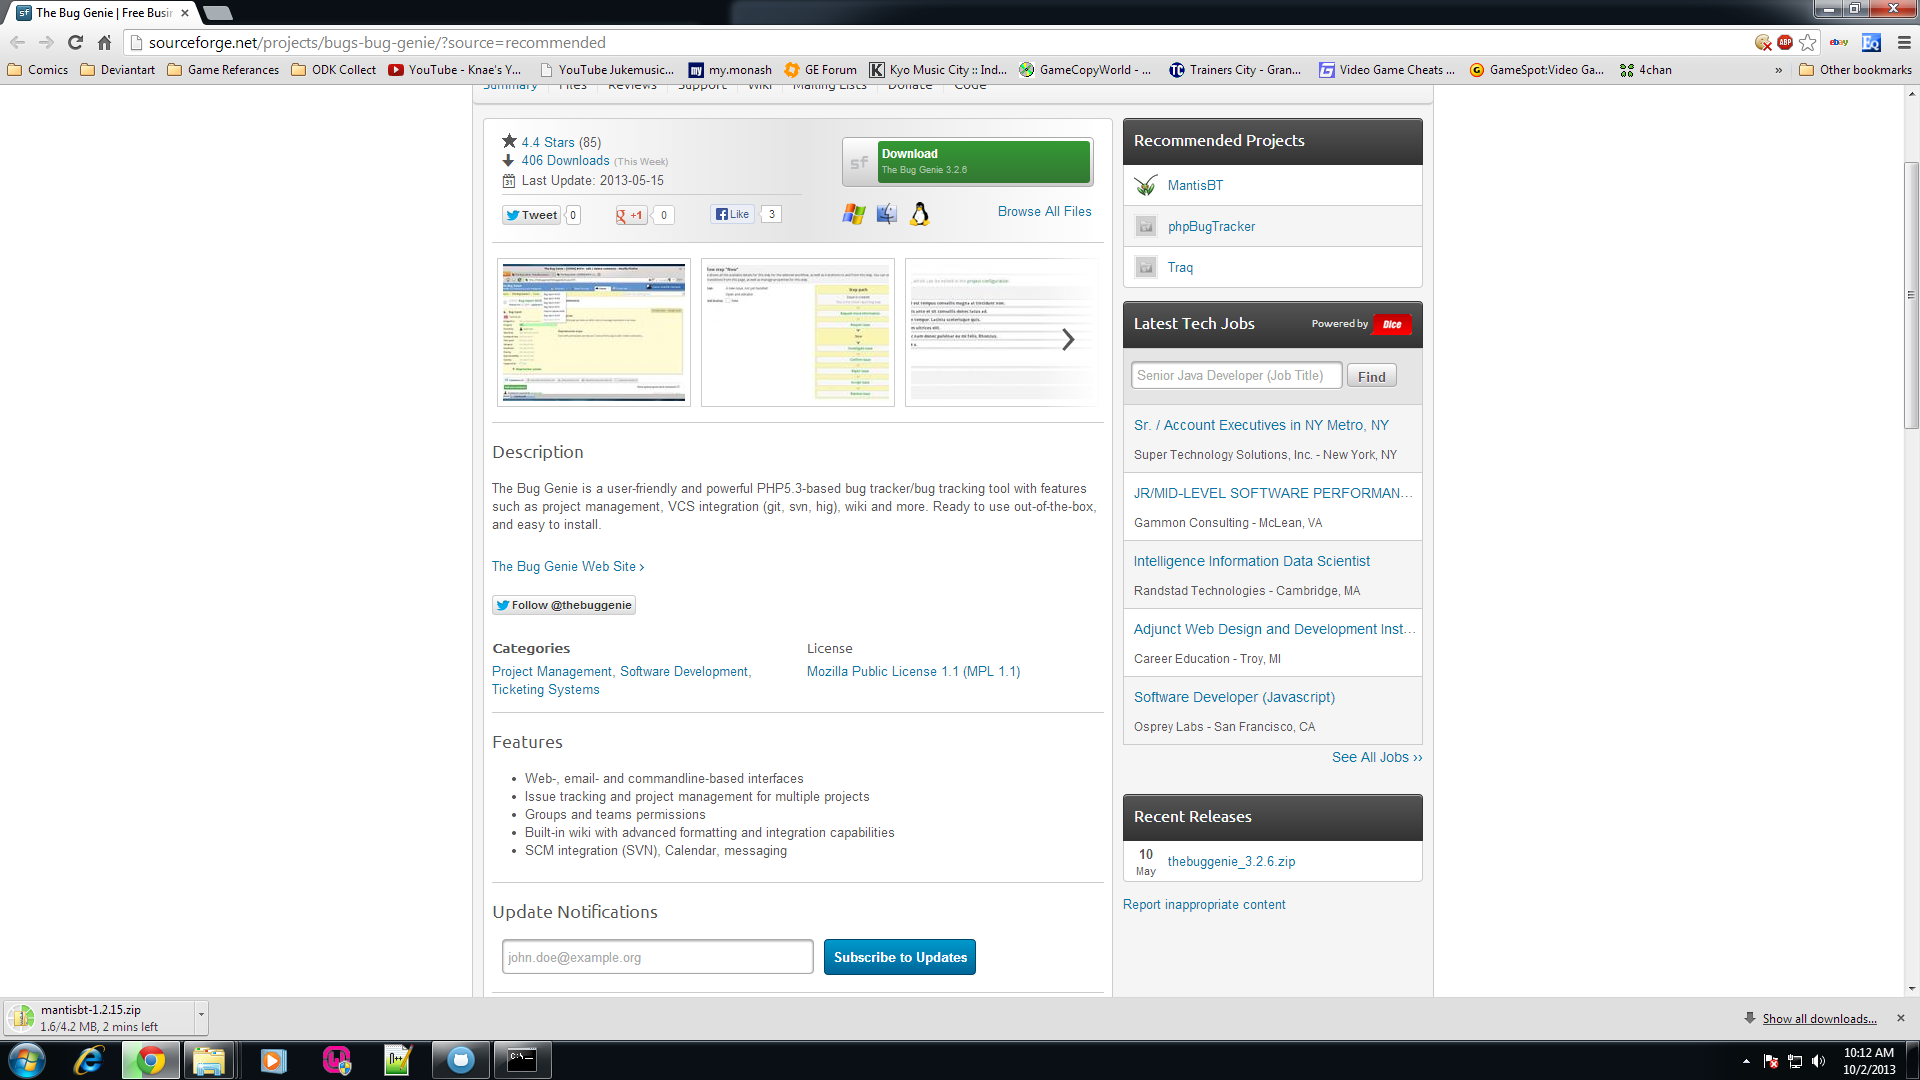 The Bug Genie | Free Busin
sourceforge.net/projects/bugs-bug-genie/?source=recommended
ABP
ebay
EQ
Comics
Deviantart
Game Referances
ODK Collect
YouTube - Knae's Y...
YouTube Jukemusic...
my my.monash
GE Forum
K Kyo Music City :: Ind...
GameCopyWorld - ...
TC Trainers City - Gran...
Video Game Cheats ...
GameSpot:Video Ga...
4chan
»
Other bookmarks
Summary Files Reviews Support Wiki Mailing Lists Donate Code
4.4 Stars (85)
406 Downloads (This Week)
31 Last Update: 2013-05-15
Tweet 0
g +1 0
Like 3
sf Download
The Bug Genie 3.2.6
Browse All Files
Description
The Bug Genie is a user-friendly and powerful PHP5.3-based bug tracker/bug tracking tool with features
such as project management, VCS integration (git, svn, hig), wiki and more. Ready to use out-of-the-box,
and easy to install.
The Bug Genie Web Site ›
Follow @thebuggenie
Categories
Project Management, Software Development,
Ticketing Systems
License
Mozilla Public License 1.1 (MPL 1.1)
Features
• Web-, email- and commandline-based interfaces
• Issue tracking and project management for multiple projects
• Groups and teams permissions
• Built-in wiki with advanced formatting and integration capabilities
• SCM integration (SVN), Calendar, messaging
Update Notifications
john.doe@example.org
Subscribe to Updates
Recommended Projects
MantisBT
phpBugTracker
Traq
Latest Tech Jobs
Powered by Dice
Senior Java Developer (Job Title)
Find
Sr. / Account Executives in NY Metro, NY
Super Technology Solutions, Inc. - New York, NY
JR/MID-LEVEL SOFTWARE PERFORMAN...
Gammon Consulting - McLean, VA
Intelligence Information Data Scientist
Randstad Technologies - Cambridge, MA
Adjunct Web Design and Development Inst...
Career Education - Troy, MI
Software Developer (Javascript)
Osprey Labs - San Francisco, CA
See All Jobs ››
Recent Releases
10
May
thebuggenie_3.2.6.zip
Report inappropriate content
mantisbt-1.2.15.zip
1.6/4.2 MB, 2 mins left
Show all downloads...
10:12 AM
10/2/2013